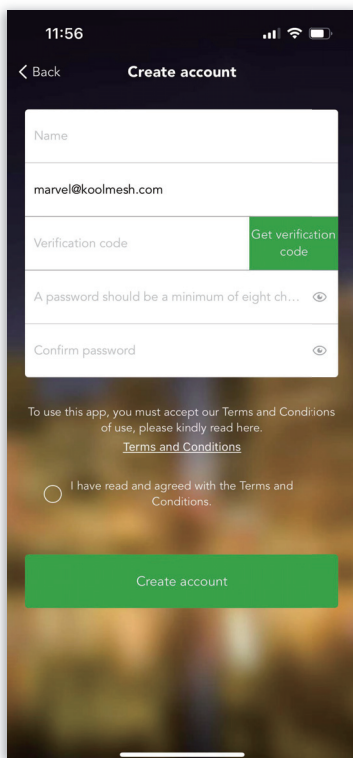 11:56
Back
Create account
Name
marvel@koolmesh.com
Verification code
Get verification
code
A password should be a minimum of eight ch...
Confirm password
To use this app, you must accept our Terms and Conditions
of use, please kindly read here.
Terms and Conditions
I have read and agreed with the Terms and
Conditions.
Create account